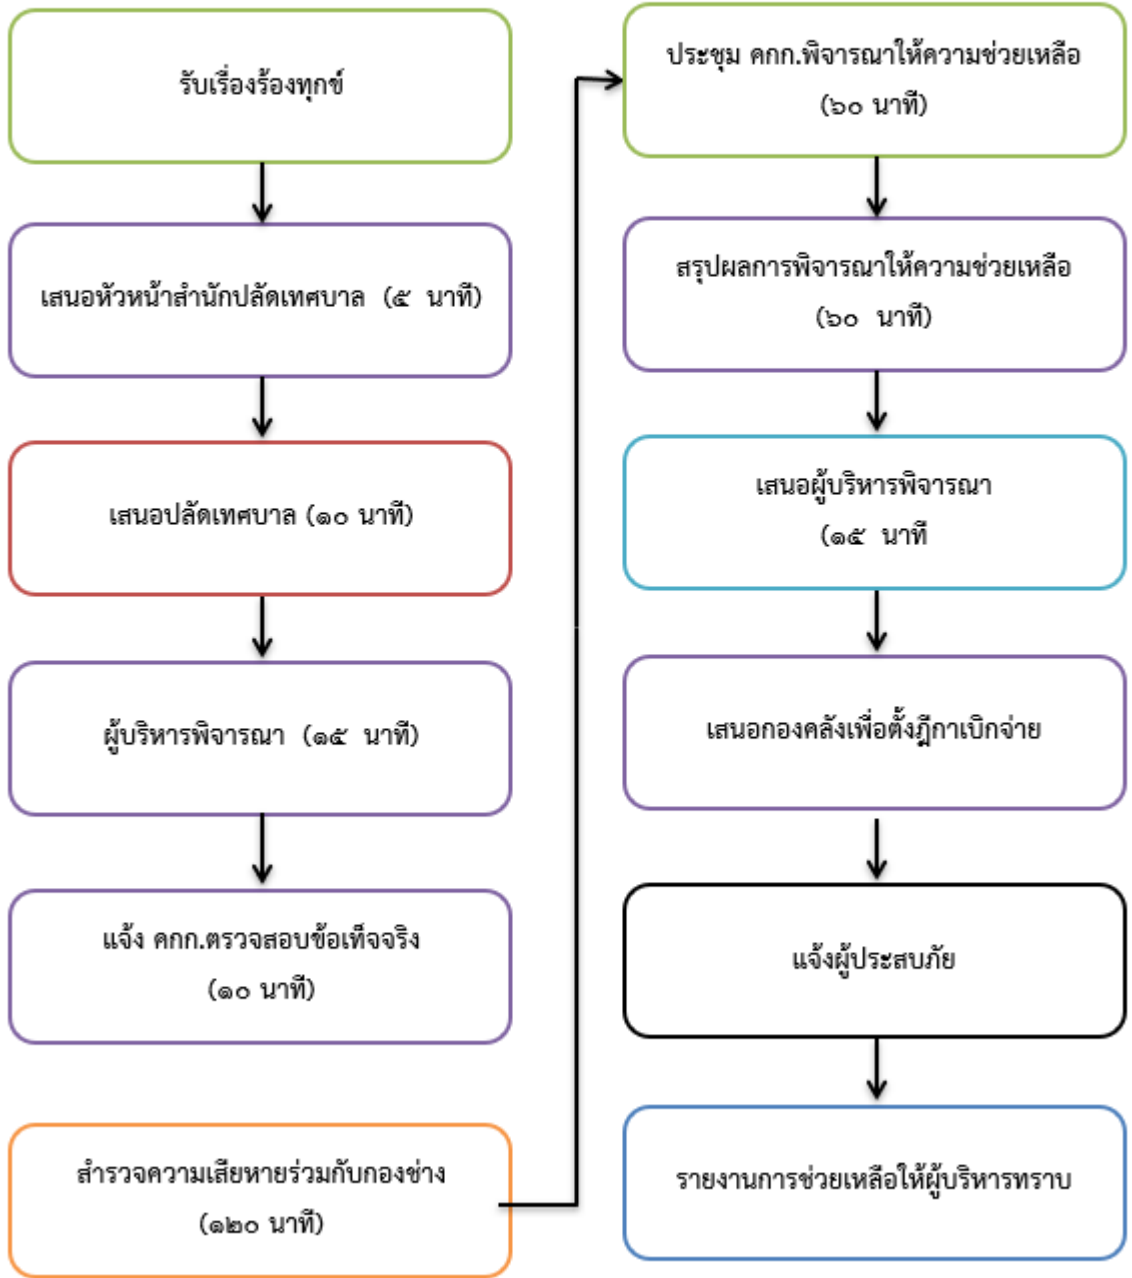 รับเรื่องร้องทุกข์
เสนอหัวหน้าสำนักปลัดเทศบาล (๕ นาที)
เสนอปลัดเทศบาล (๑๐ นาที)
ผู้บริหารพิจารณา (๑๕ นาที)
แจ้ง คกก.ตรวจสอบข้อเท็จจริง
(๑๐ นาที)
สำรวจความเสียหายร่วมกับกองช่าง
(๑๒๐ นาที)
ประชุม คกก.พิจารณาให้ความช่วยเหลือ
(๖๐ นาที)
สรุปผลการพิจารณาให้ความช่วยเหลือ
(๖๐ นาที)
เสนอผู้บริหารพิจารณา
(๑๕ นาที
เสนอกองคลังเพื่อตั้งฎีกาเบิกจ่าย
แจ้งผู้ประสบภัย
รายงานการช่วยเหลือให้ผู้บริหารทราบ